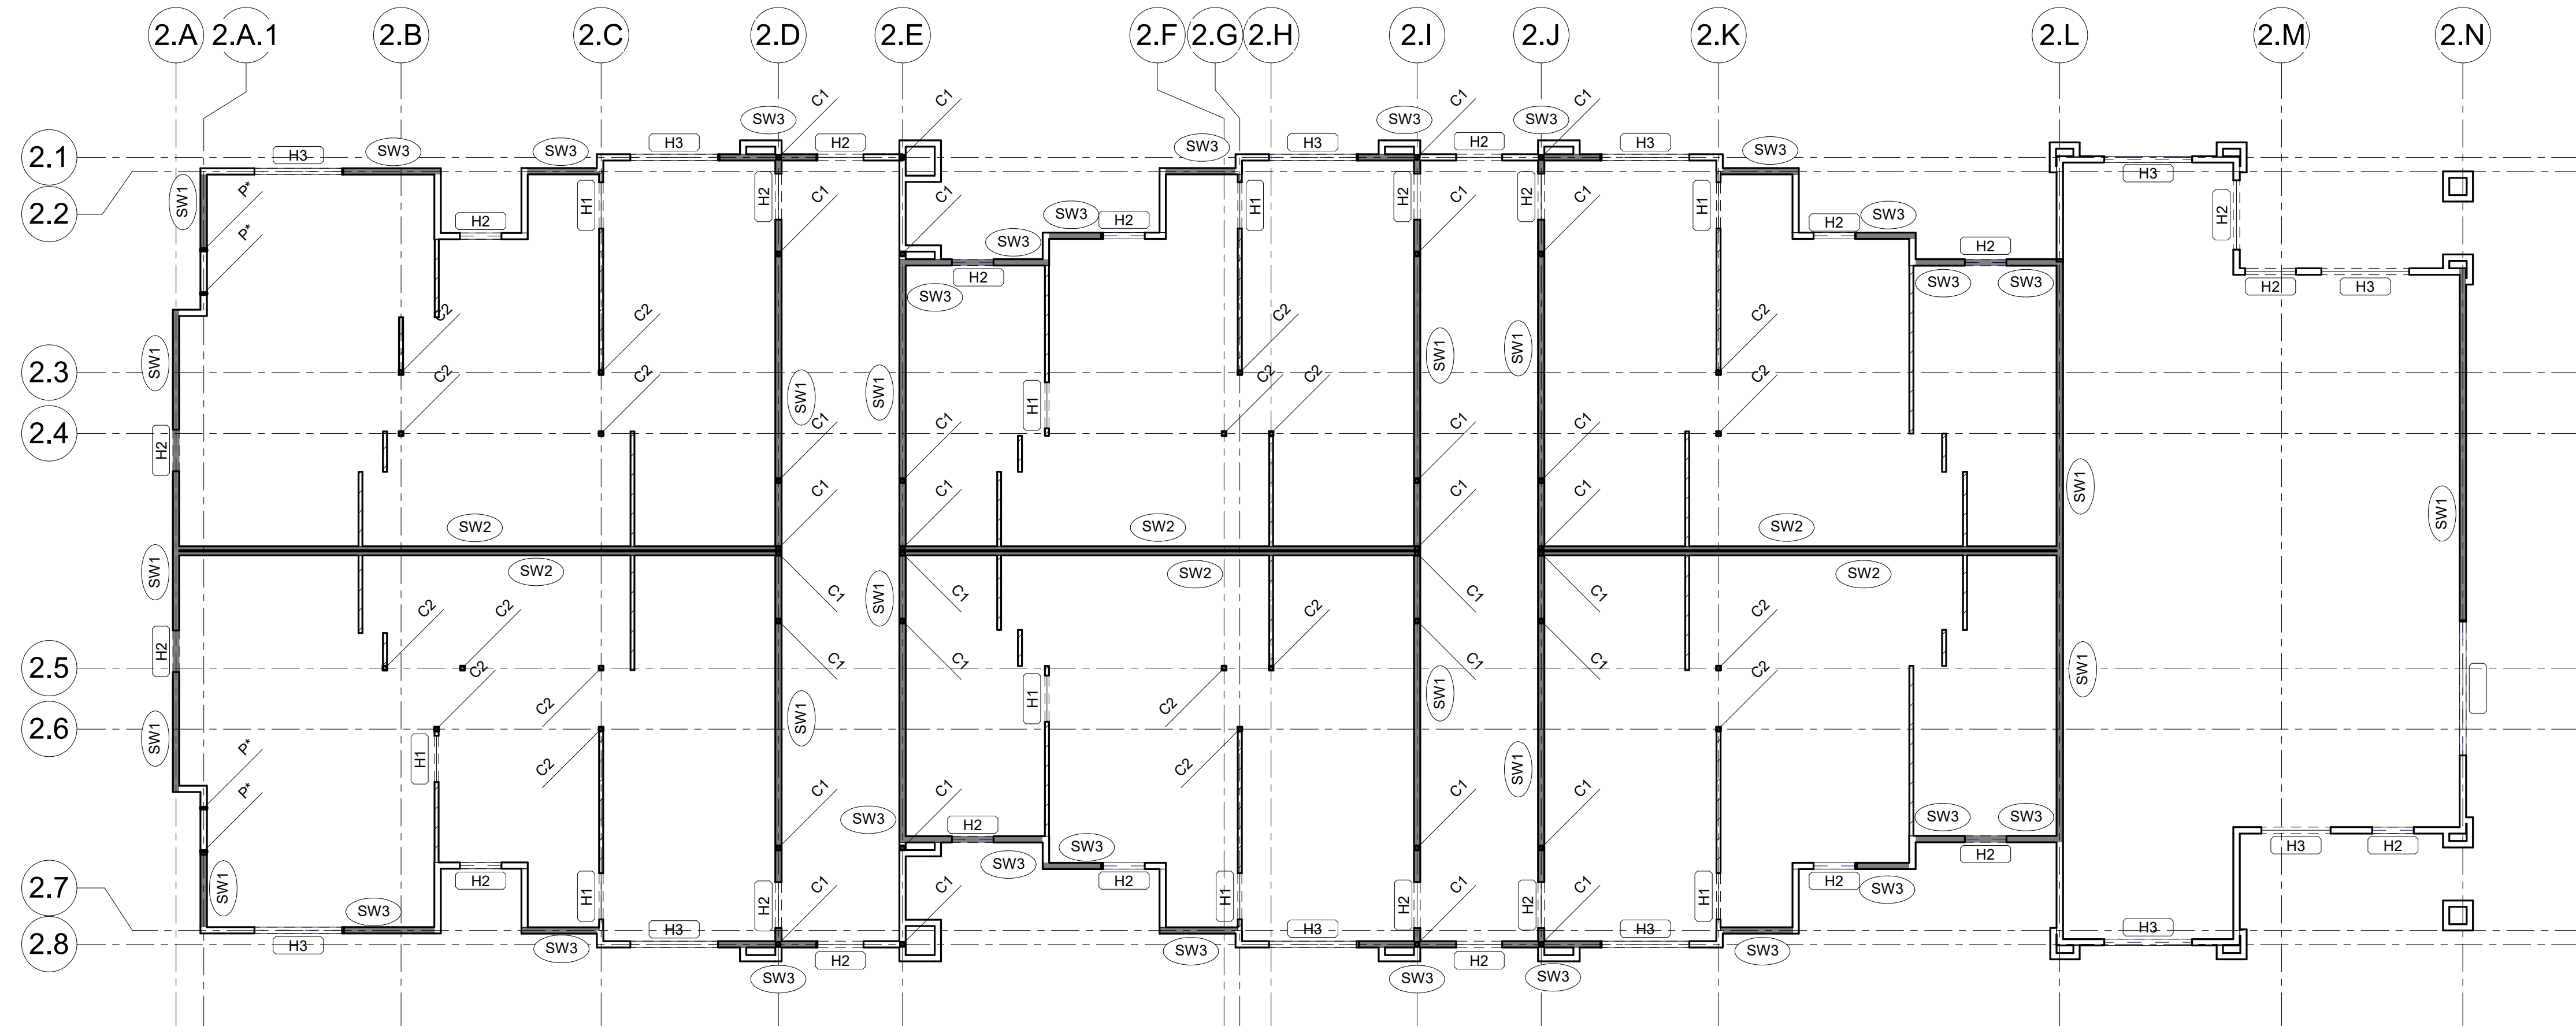 2.A 2.A.1 2.B 2.C 2.D 2.E 2.F 2.G 2.H 2.I 2.J 2.K 2.L 2.M 2.N
C1 C1 C1 C1
SW3 SW3 SW3
2.1 H3 SW3 SW3 H3 H2 SW3 H3 H2 H3 SW3 H3
2.2 SW1 P* H1 H2 C1 C1 H1 H2 C1 H2 C1 H1 H2
P* H2 SW3 SW3 H2 H2 SW3 H2
H2 SW3 SW3 SW3 H2 H3
C2 C2 C2 C2
2.3 SW1 C2 C2 SW1 SW1 H1 C2 C2 SW1 SW1 C2
2.4 H2 C1 C1 C1 C1
C1 C1 C1 C1 SW1 SW1
SW2 SW2 SW2
SW1 SW2 SW1 SW2 SW2
C1 C1 C1 C1
C2 C2 C2 C2
2.5 H2 C2 C1 C1 C1 C1 C2 SW1
2.6 SW1 H1 C2 SW1 H1 C2 SW1 SW1
P* C2 C2
P* C1 C1 C1 C1
SW3 H2 SW3 SW3
SW3 SW3 H2 H3 H2
2.7 SW1 H2 H1 H2 C1 C1 H2 H1 H2 C1 H2 C1 H1 H2 SW3
SW3 H3 H3 H3 H3
2.8 H3 SW3 H2 SW3 H2 SW3
SW3 SW3 SW3